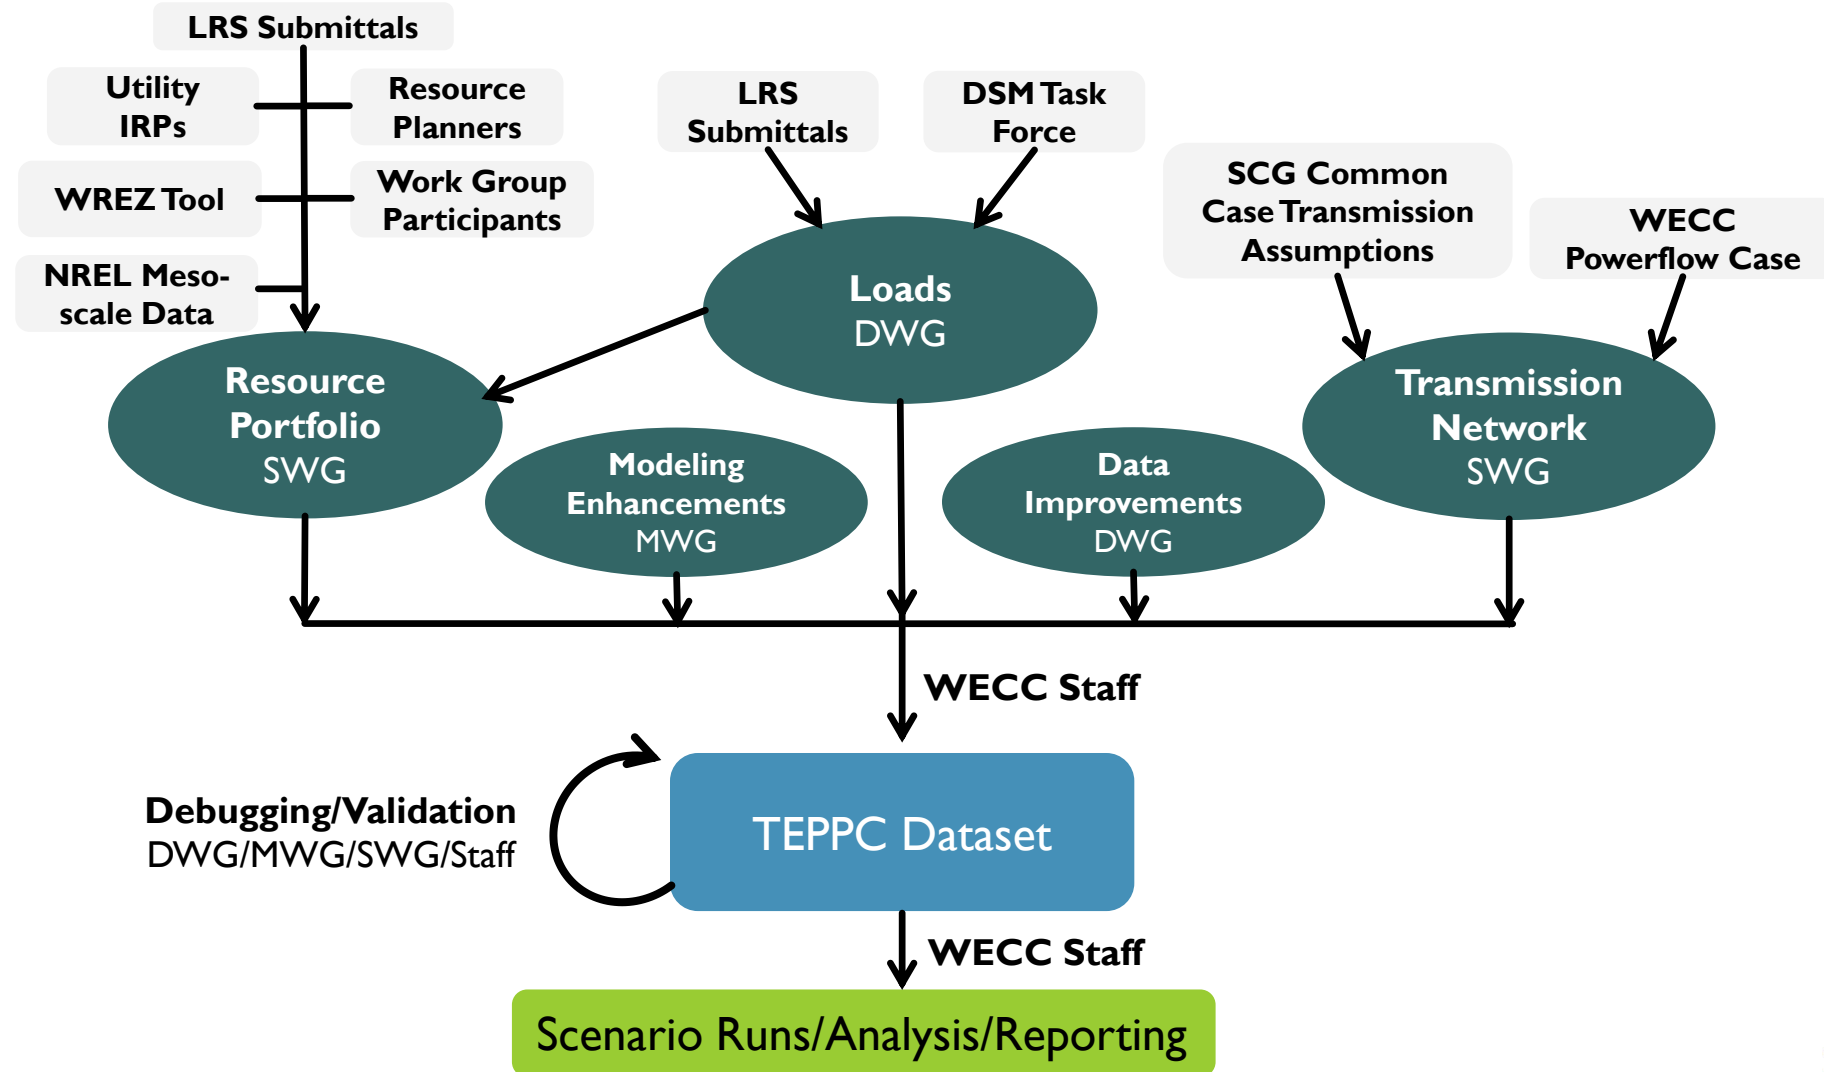 LRS Submittals
Utility
IRPs
Resource
Planners
WREZ Tool
Work Group
Participants
NREL Meso-
scale Data
LRS
Submittals
DSM Task
Force
SCG Common
Case Transmission
Assumptions
WECC
Powerflow Case
Loads
DWG
Resource
Portfolio
SWG
Modeling
Enhancements
MWG
Data
Improvements
DWG
Transmission
Network
SWG
WECC Staff
Debugging/Validation
DWG/MWG/SWG/Staff
TEPPC Dataset
WECC Staff
Scenario Runs/Analysis/Reporting